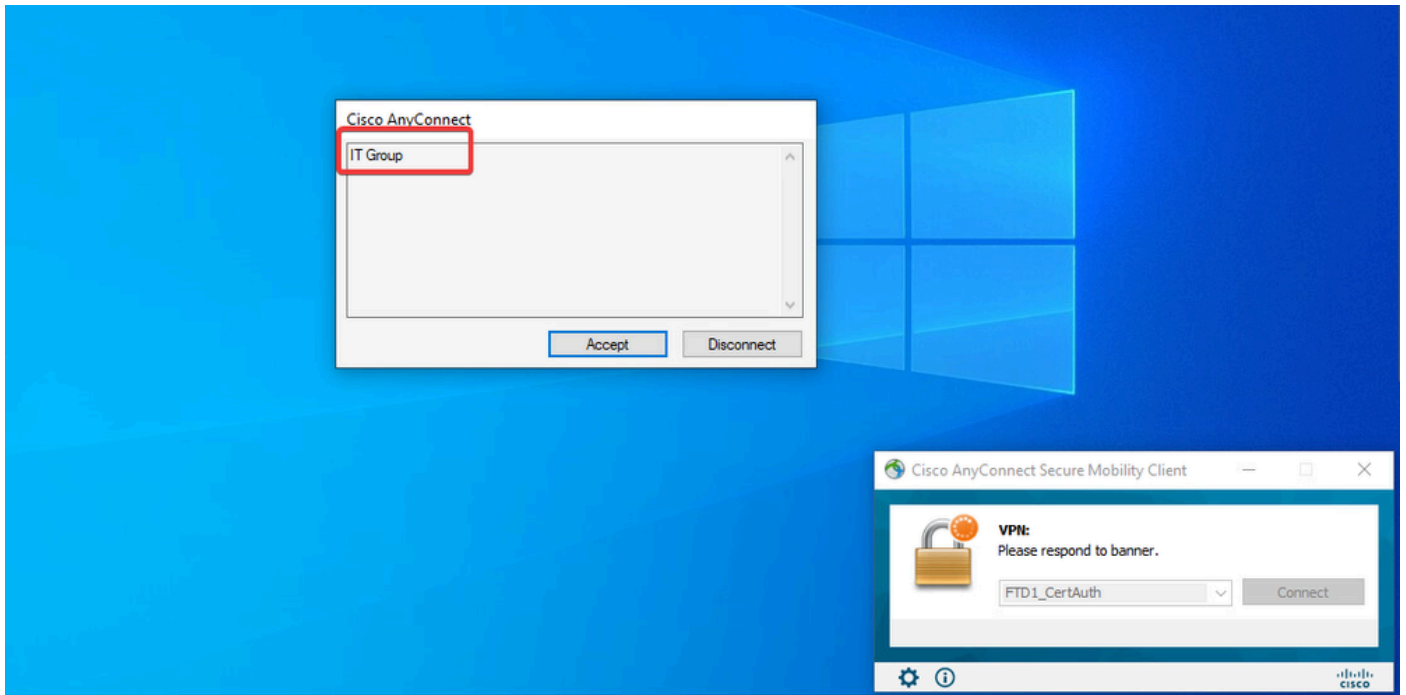 Cisco AnyConnect
IT Group
Accept
Disconnect
Cisco AnyConnect Secure Mobility Client
VPN:
Please respond to banner.
FTD1_CertAuth
Connect
CISCO